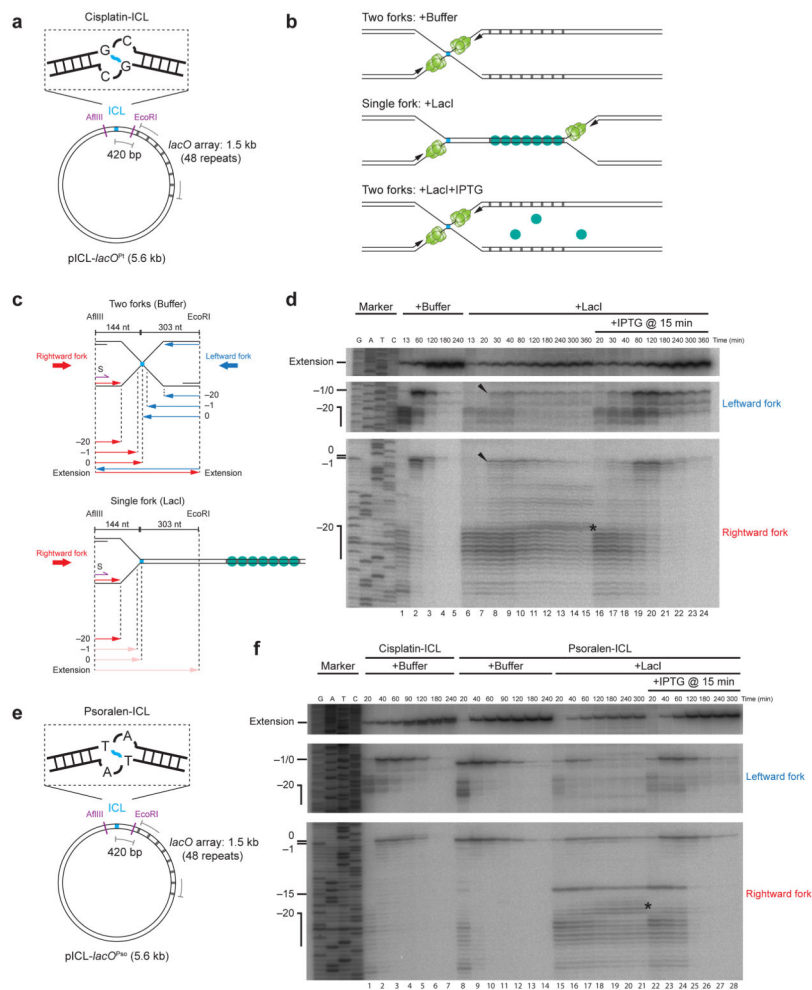 a
Cisplatin-ICL
G
C
C
G
ICL
AflIII
EcoRI
420 bp
lacO array: 1.5 kb
(48 repeats)
pICL-lacOPt (5.6 kb)
b
Two forks: +Buffer
Single fork: +LacI
Two forks: +LacI+IPTG
c
Two forks (Buffer)
AflIII
EcoRI
144 nt
303 nt
Rightward fork
Leftward fork
S
–20
–1
0
–20
–1
0
Extension
Extension
Single fork (LacI)
AflIII
EcoRI
144 nt
303 nt
Rightward fork
S
–20
–1
0
Extension
d
Marker
+Buffer
+LacI
+IPTG @ 15 min
G A T C 13 60 120 180 240 13 20 30 40 80 120 180 240 300 360 20 30 40 80 120 180 240 300 360 Time (min)
Extension
–1/0
–20
Leftward fork
0
–1
–20
*
Rightward fork
1 2 3 4 5 6 7 8 9 10 11 12 13 14 15 16 17 18 19 20 21 22 23 24
e
Psoralen-ICL
T
A
A
T
ICL
AflIII
EcoRI
420 bp
lacO array: 1.5 kb
(48 repeats)
pICL-lacOPso (5.6 kb)
f
Cisplatin-ICL
Psoralen-ICL
Marker
+Buffer
+Buffer
+LacI
+IPTG @ 15 min
G A T C 20 40 60 90 120 180 240 20 40 60 90 120 180 240 20 40 60 120 180 240 300 20 40 60 120 180 240 300 Time (min)
Extension
–1/0
–20
Leftward fork
0
–1
–15
–20
*
Rightward fork
1 2 3 4 5 6 7 8 9 10 11 12 13 14 15 16 17 18 19 20 21 22 23 24 25 26 27 28